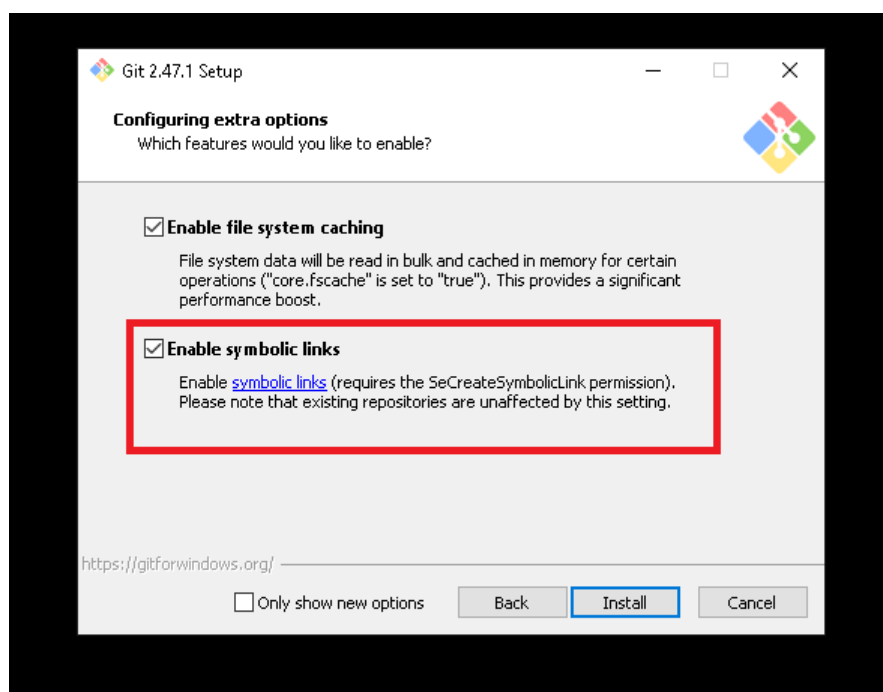 Git 2.47.1 Setup
Configuring extra options
Which features would you like to enable?
Enable file system caching
File system data will be read in bulk and cached in memory for certain
operations ("core.fscache" is set to "true"). This provides a significant
performance boost.
Enable symbolic links
Enable symbolic links (requires the SeCreateSymbolicLink permission).
Please note that existing repositories are unaffected by this setting.
https://gitforwindows.org/
Only show new options
Back
Install
Cancel